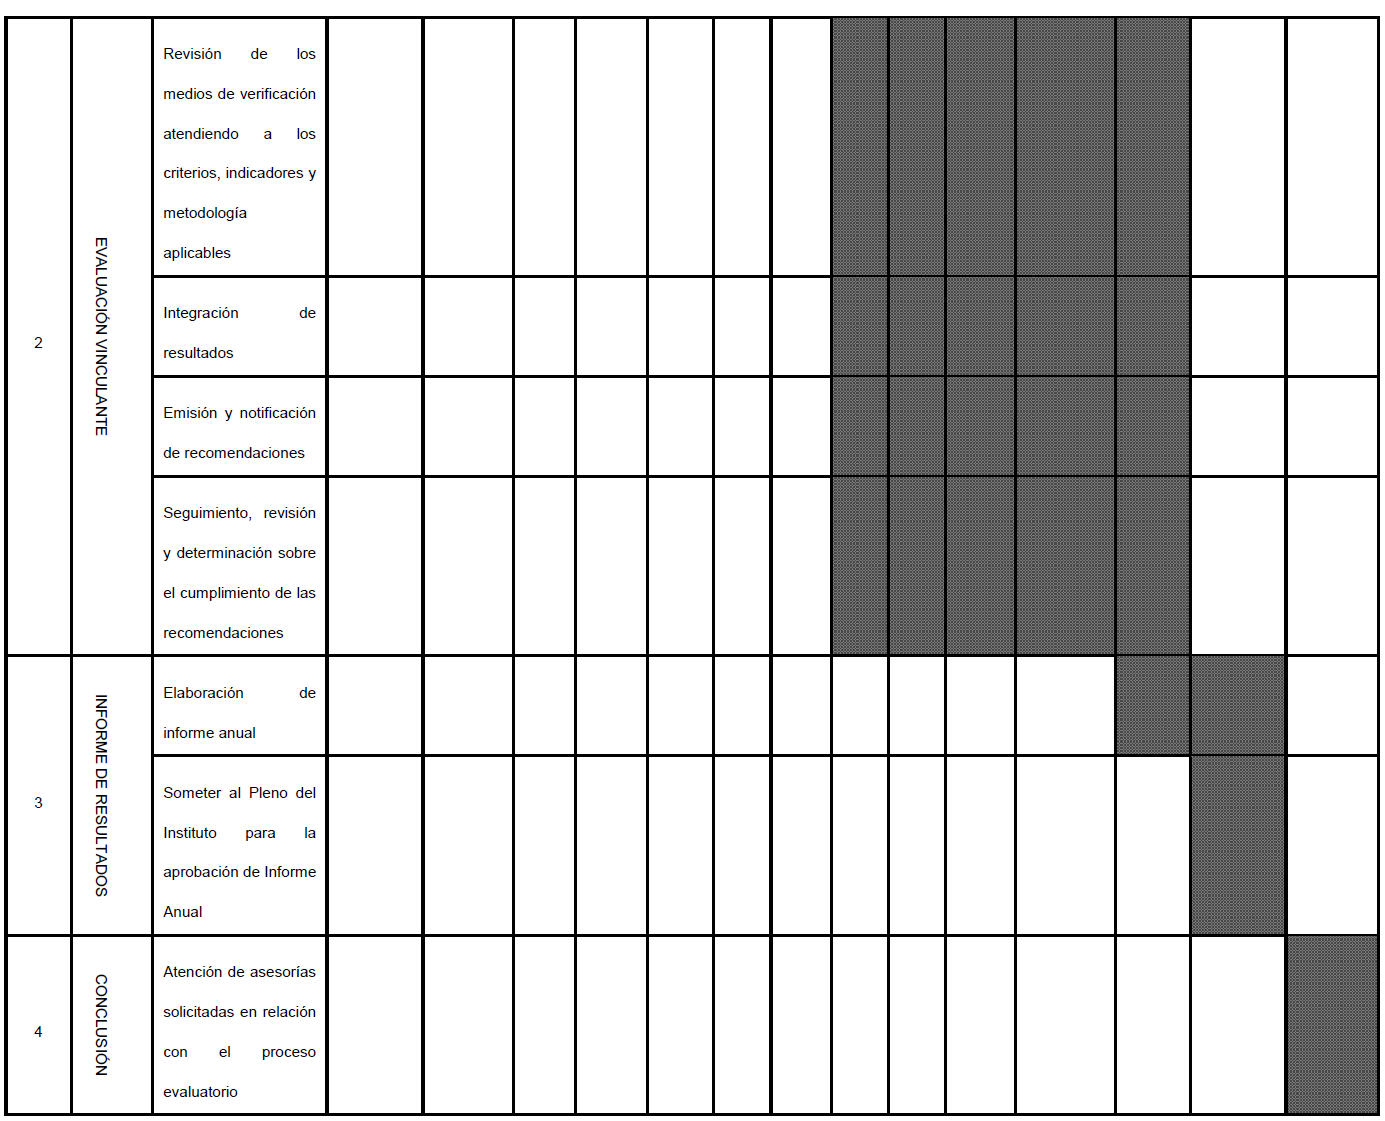 2
EVALUACIÓN VINCULANTE
Revisión de los
medios de verificación
atendiendo a los
criterios, indicadores y
metodología
aplicables
Integración de
resultados
Emisión y notificación
de recomendaciones
Seguimiento, revisión
y determinación sobre
el cumplimiento de las
recomendaciones
3
INFORME DE RESULTADOS
Elaboración de
informe anual
Someter al Pleno del
Instituto para la
aprobación de Informe
Anual
4
CONCLUSIÓN
Atención de asesorías
solicitadas en relación
con el proceso
evaluatorio